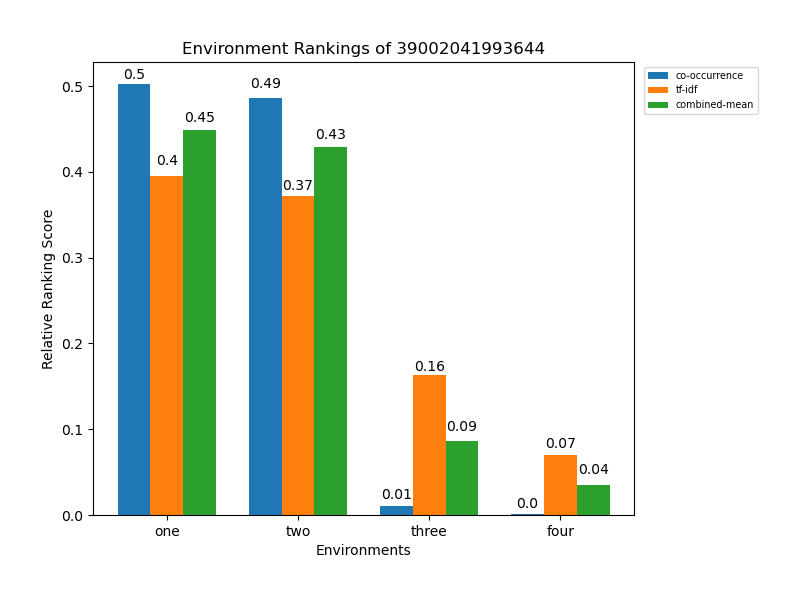 Environment Rankings of 39002041993644
co-occurrence
tf-idf
combined-mean
Relative Ranking Score
0.5
0.4
0.3
0.2
0.1
0.0
0.5
0.4
0.45
0.49
0.37
0.43
0.01
0.16
0.09
0.0
0.07
0.04
one two three four
Environments